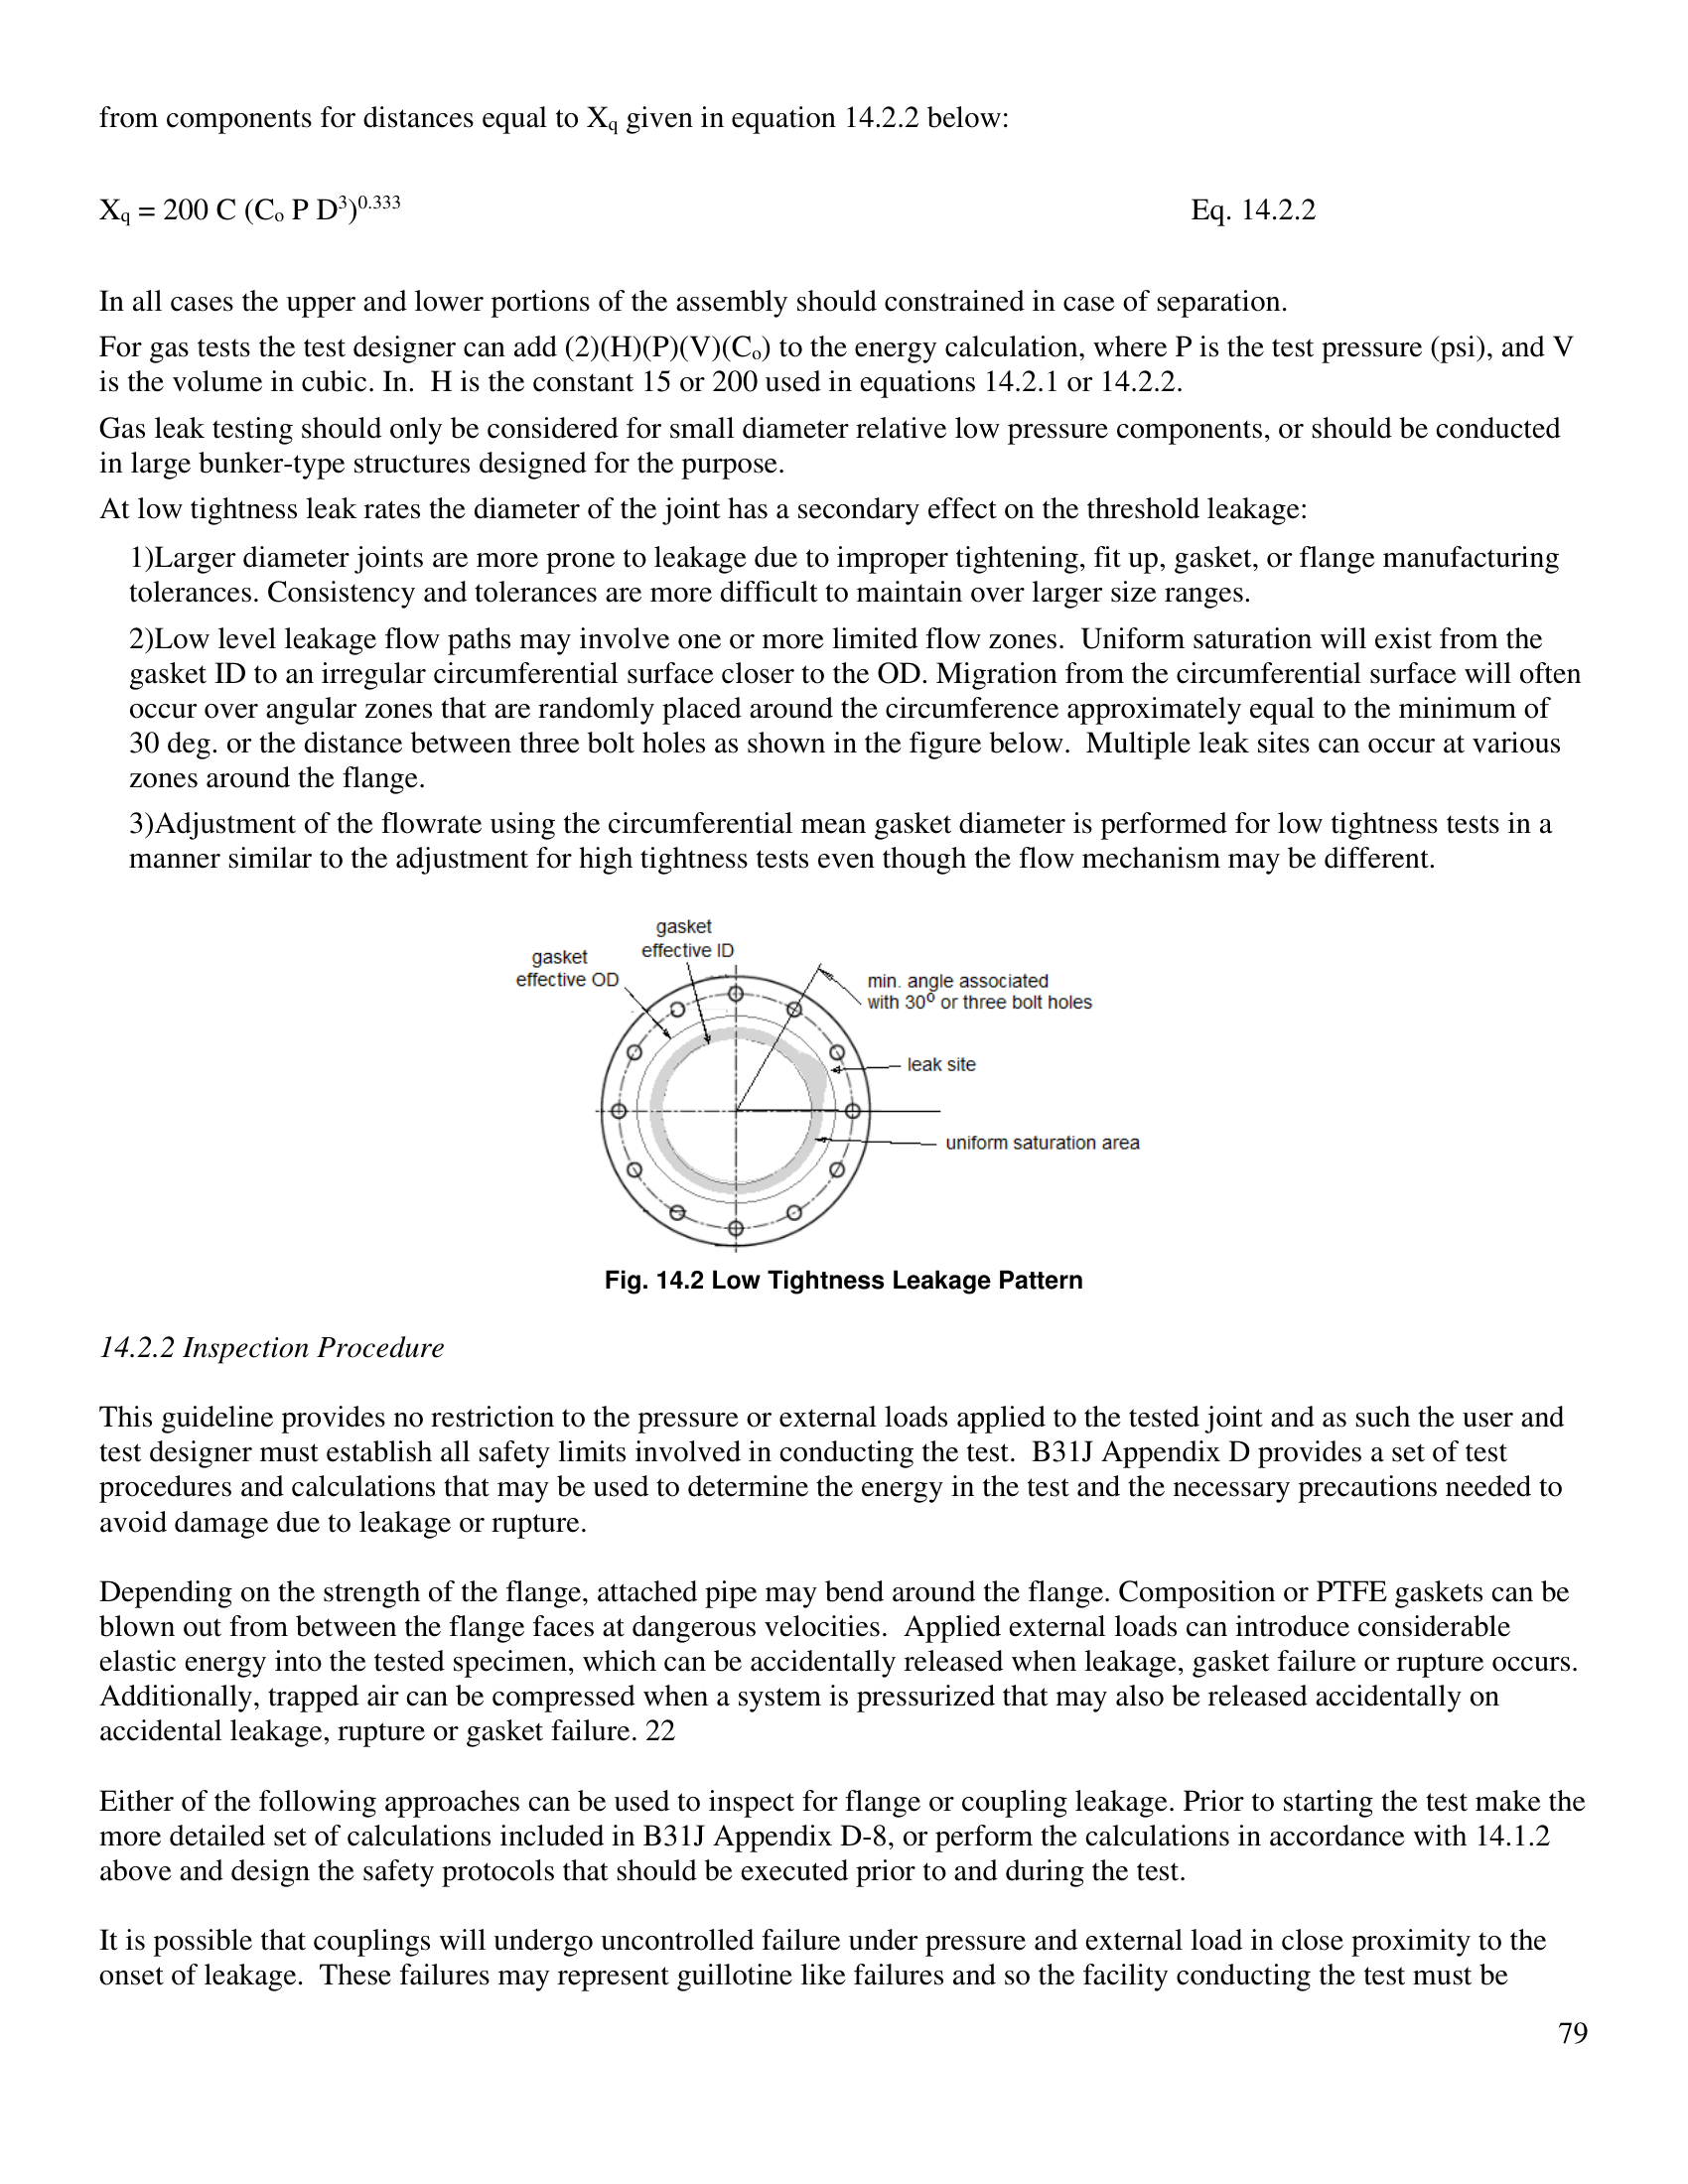 from components for distances equal to Xq given in equation 14.2.2 below:
Xq = 200 C (Co P D³)^0.333 Eq. 14.2.2
In all cases the upper and lower portions of the assembly should constrained in case of separation.
For gas tests the test designer can add (2)(H)(P)(V)(Co) to the energy calculation, where P is the test pressure (psi), and V
is the volume in cubic. In.  H is the constant 15 or 200 used in equations 14.2.1 or 14.2.2.
Gas leak testing should only be considered for small diameter relative low pressure components, or should be conducted
in large bunker-type structures designed for the purpose.
At low tightness leak rates the diameter of the joint has a secondary effect on the threshold leakage:
1)Larger diameter joints are more prone to leakage due to improper tightening, fit up, gasket, or flange manufacturing
tolerances. Consistency and tolerances are more difficult to maintain over larger size ranges.
2)Low level leakage flow paths may involve one or more limited flow zones.  Uniform saturation will exist from the
gasket ID to an irregular circumferential surface closer to the OD. Migration from the circumferential surface will often
occur over angular zones that are randomly placed around the circumference approximately equal to the minimum of
30 deg. or the distance between three bolt holes as shown in the figure below.  Multiple leak sites can occur at various
zones around the flange.
3)Adjustment of the flowrate using the circumferential mean gasket diameter is performed for low tightness tests in a
manner similar to the adjustment for high tightness tests even though the flow mechanism may be different.
gasket
effective ID
gasket
effective OD
min. angle associated
with 30⁰ or three bolt holes
leak site
uniform saturation area
Fig. 14.2 Low Tightness Leakage Pattern
14.2.2 Inspection Procedure
This guideline provides no restriction to the pressure or external loads applied to the tested joint and as such the user and
test designer must establish all safety limits involved in conducting the test.  B31J Appendix D provides a set of test
procedures and calculations that may be used to determine the energy in the test and the necessary precautions needed to
avoid damage due to leakage or rupture.
Depending on the strength of the flange, attached pipe may bend around the flange. Composition or PTFE gaskets can be
blown out from between the flange faces at dangerous velocities.  Applied external loads can introduce considerable
elastic energy into the tested specimen, which can be accidentally released when leakage, gasket failure or rupture occurs.
Additionally, trapped air can be compressed when a system is pressurized that may also be released accidentally on
accidental leakage, rupture or gasket failure. 22
Either of the following approaches can be used to inspect for flange or coupling leakage. Prior to starting the test make the
more detailed set of calculations included in B31J Appendix D-8, or perform the calculations in accordance with 14.1.2
above and design the safety protocols that should be executed prior to and during the test.
It is possible that couplings will undergo uncontrolled failure under pressure and external load in close proximity to the
onset of leakage.  These failures may represent guillotine like failures and so the facility conducting the test must be
79